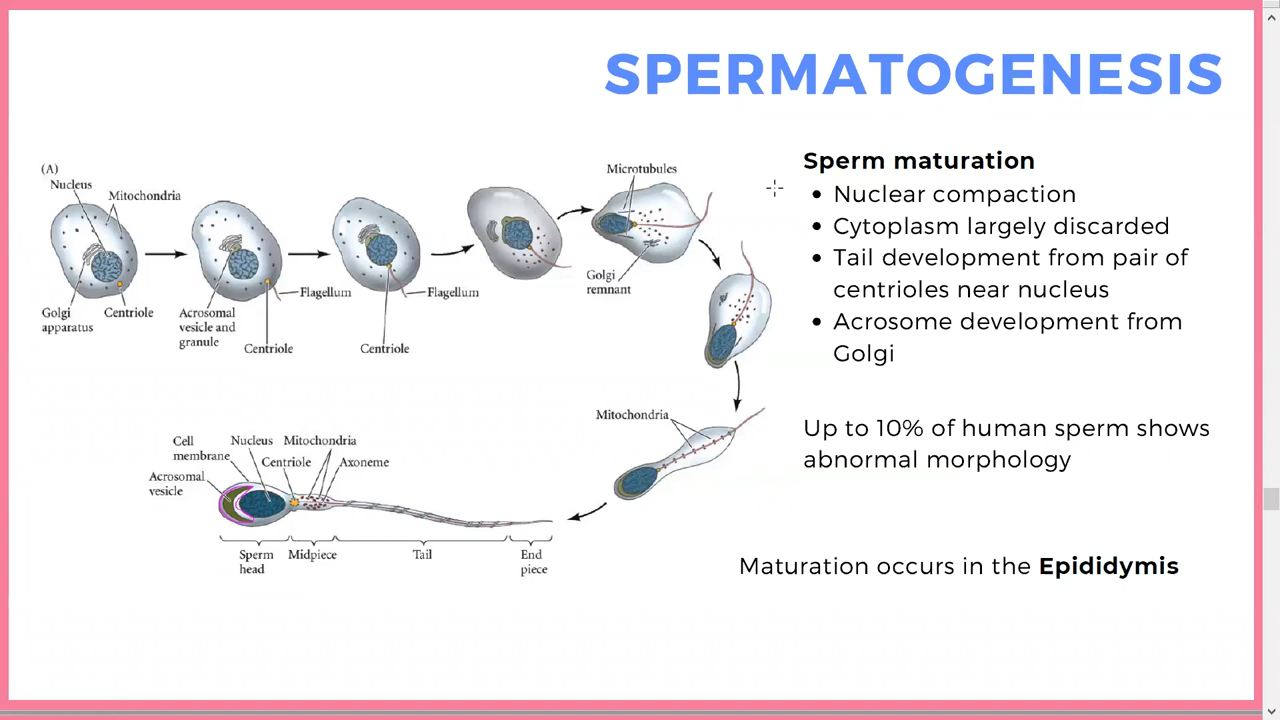 SPERMATOGENESIS
(A)
Nucleus
Mitochondria
Golgi
apparatus
Centriole
Acrosomal
vesicle and
granule
Flagellum
Centriole
Flagellum
Centriole
Microtubules
Golgi
remnant
Mitochondria
Cell
membrane
Nucleus
Mitochondria
Acrosomal
vesicle
Centriole
Axoneme
Sperm
head
Midpiece
Tail
End
piece
Sperm maturation
• Nuclear compaction
• Cytoplasm largely discarded
• Tail development from pair of
centrioles near nucleus
• Acrosome development from
Golgi
Up to 10% of human sperm shows
abnormal morphology
Maturation occurs in the Epididymis